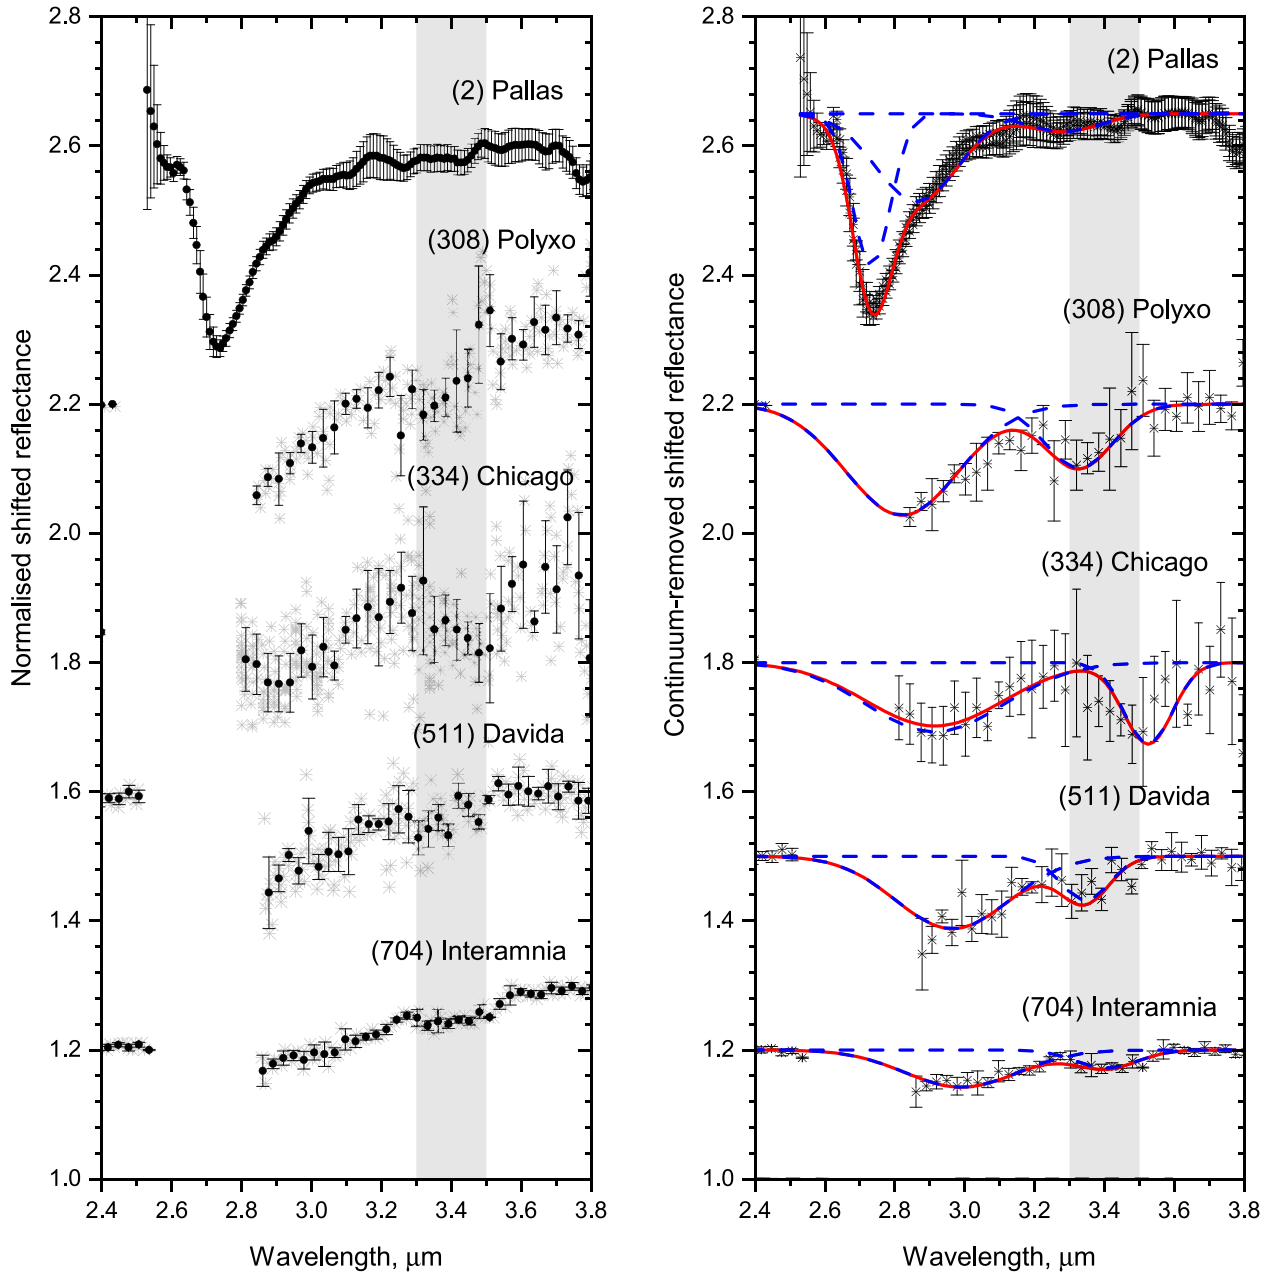 2.8
2.6
2.4
2.2
2.0
1.8
1.6
1.4
1.2
1.0
Normalised shifted reflectance
(2) Pallas
(308) Polyxo
(334) Chicago
(511) Davida
(704) Interamnia
2.4 2.6 2.8 3.0 3.2 3.4 3.6 3.8
Wavelength, μm
2.8
2.6
2.4
2.2
2.0
1.8
1.6
1.4
1.2
1.0
Continuum-removed shifted reflectance
(2) Pallas
(308) Polyxo
(334) Chicago
(511) Davida
(704) Interamnia
2.4 2.6 2.8 3.0 3.2 3.4 3.6 3.8
Wavelength, μm